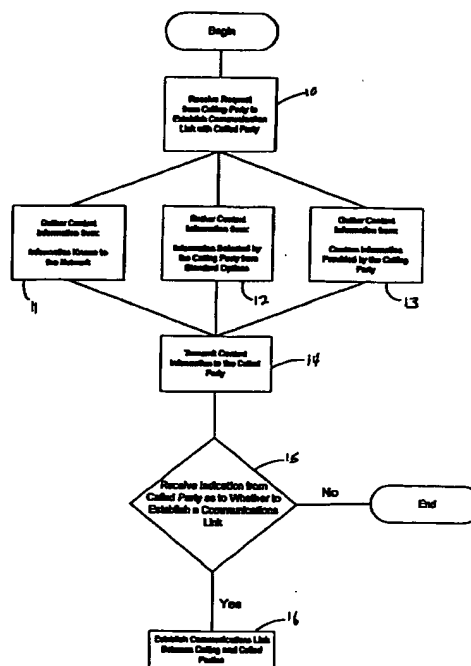 Begin
Receive Request
from Calling Party to
Establish Communication
Link with Called Party
10
Gather Context
Information from:
Information Known to
the Network
11
Gather Context
Information from:
Information Selected by
the Calling Party from
Standard Options
12
Gather Context
Information from:
Custom Information
Provided by the Calling
Party
13
Transmit Context
Information to the Called
Party
14
Receive Indication from
Called Party as to Whether to
Establish a Communications
Link
15
No
End
Yes
Establish Communications Link
Between Calling and Called
Parties
16